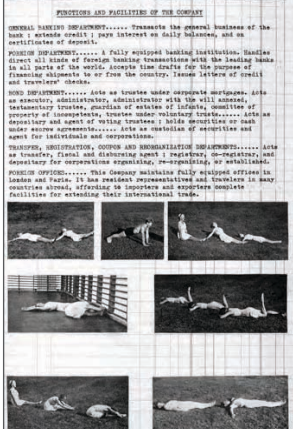 FUNCTIONS AND FACILITIES OF THE COMPANY
GENERAL BANKING DEPARTMENT...... Transacts the general business of the
bank ; extends credit ; pays interest on daily balances, and on
certificates of deposit.
FOREIGN DEPARTMENT...... A fully equipped banking institution. Handles
direct all kinds of foreign banking transactions with the leading banks
in all parts of the world. Accepts time drafts for the purpose of
financing shipments to or from the country. Issues letters of credit
and travelers' checks.
BOND DEPARTMENT...... Acts as trustee under corporate mortgages. Acts
as executor, administrator, administrator with the will annexed,
testamentary trustee, guardian of estates of infants, committee of
property of incompetents, trustee under voluntary trusts...... Acts as
depositary and agent of voting trustees ; holds securities or cash
under escrow agreements...... Acts as custodian of securities and
agent for individuals and corporations.
TRANSFER, REGISTRATION, COUPON AND REORGANIZATION DEPARTMENTS...... Acts
as transfer, fiscal and disbursing agent ; registrar, co-registrar, and
depositary for corporations organizing, re-organizing, or established.
FOREIGN OFFICES...... This Company maintains fully equipped offices in
London and Paris. It has resident representatives and travelers in many
countries abroad, affording to importers and exporters complete
facilities for extending their international trade.